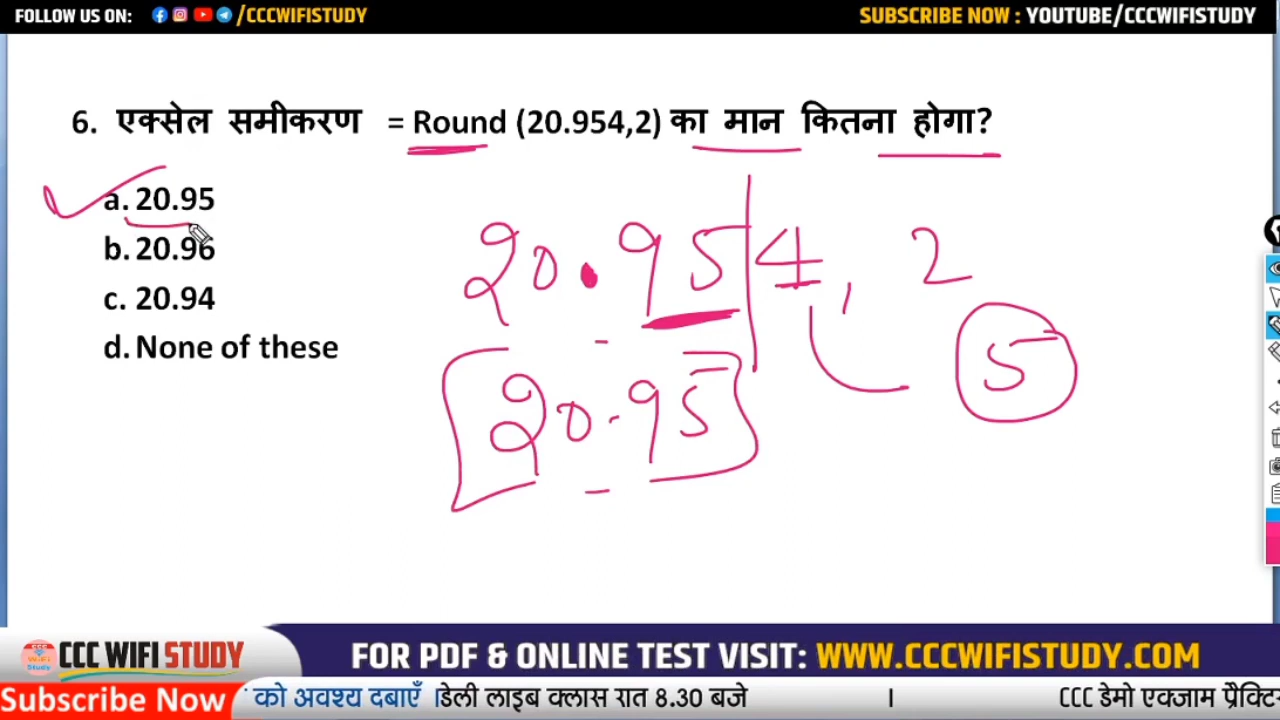 FOLLOW US ON: /CCCWIFISTUDY
SUBSCRIBE NOW : YOUTUBE/CCCWIFISTUDY
6. एक्सेल समीकरण = Round (20.954,2) का मान कितना होगा?
a. 20.95
b. 20.96
c. 20.94
d. None of these
20.954, 2
5
20.95
CCC WIFI STUDY
FOR PDF & ONLINE TEST VISIT: WWW.CCCWIFISTUDY.COM
Subscribe Now को अवश्य दबाएँ । डेली लाइब क्लास रात 8.30 बजे । CCC डेमो एक्जाम